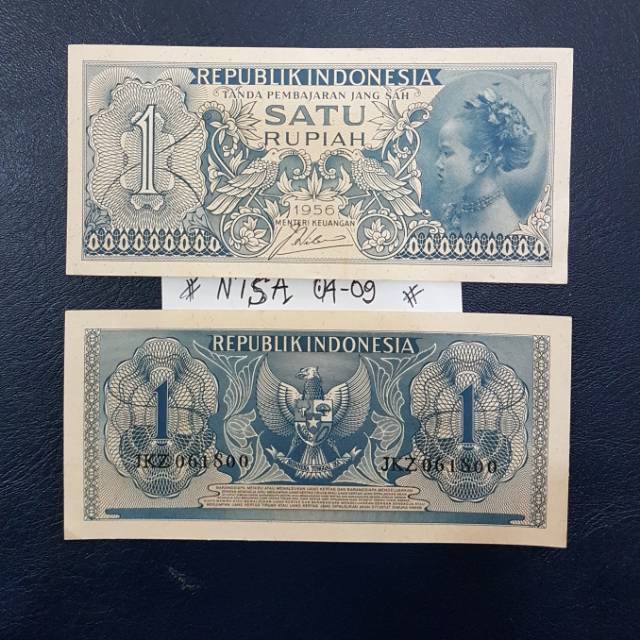 REPUBLIK INDONESIA
TANDA PEMBAJARAN JANG SAH
1
SATU
RUPIAH
1956
MENTERI KEUANGAN
# NISA 04-09 #
REPUBLIK INDONESIA
1
1
JKZ 061800
JKZ 061800